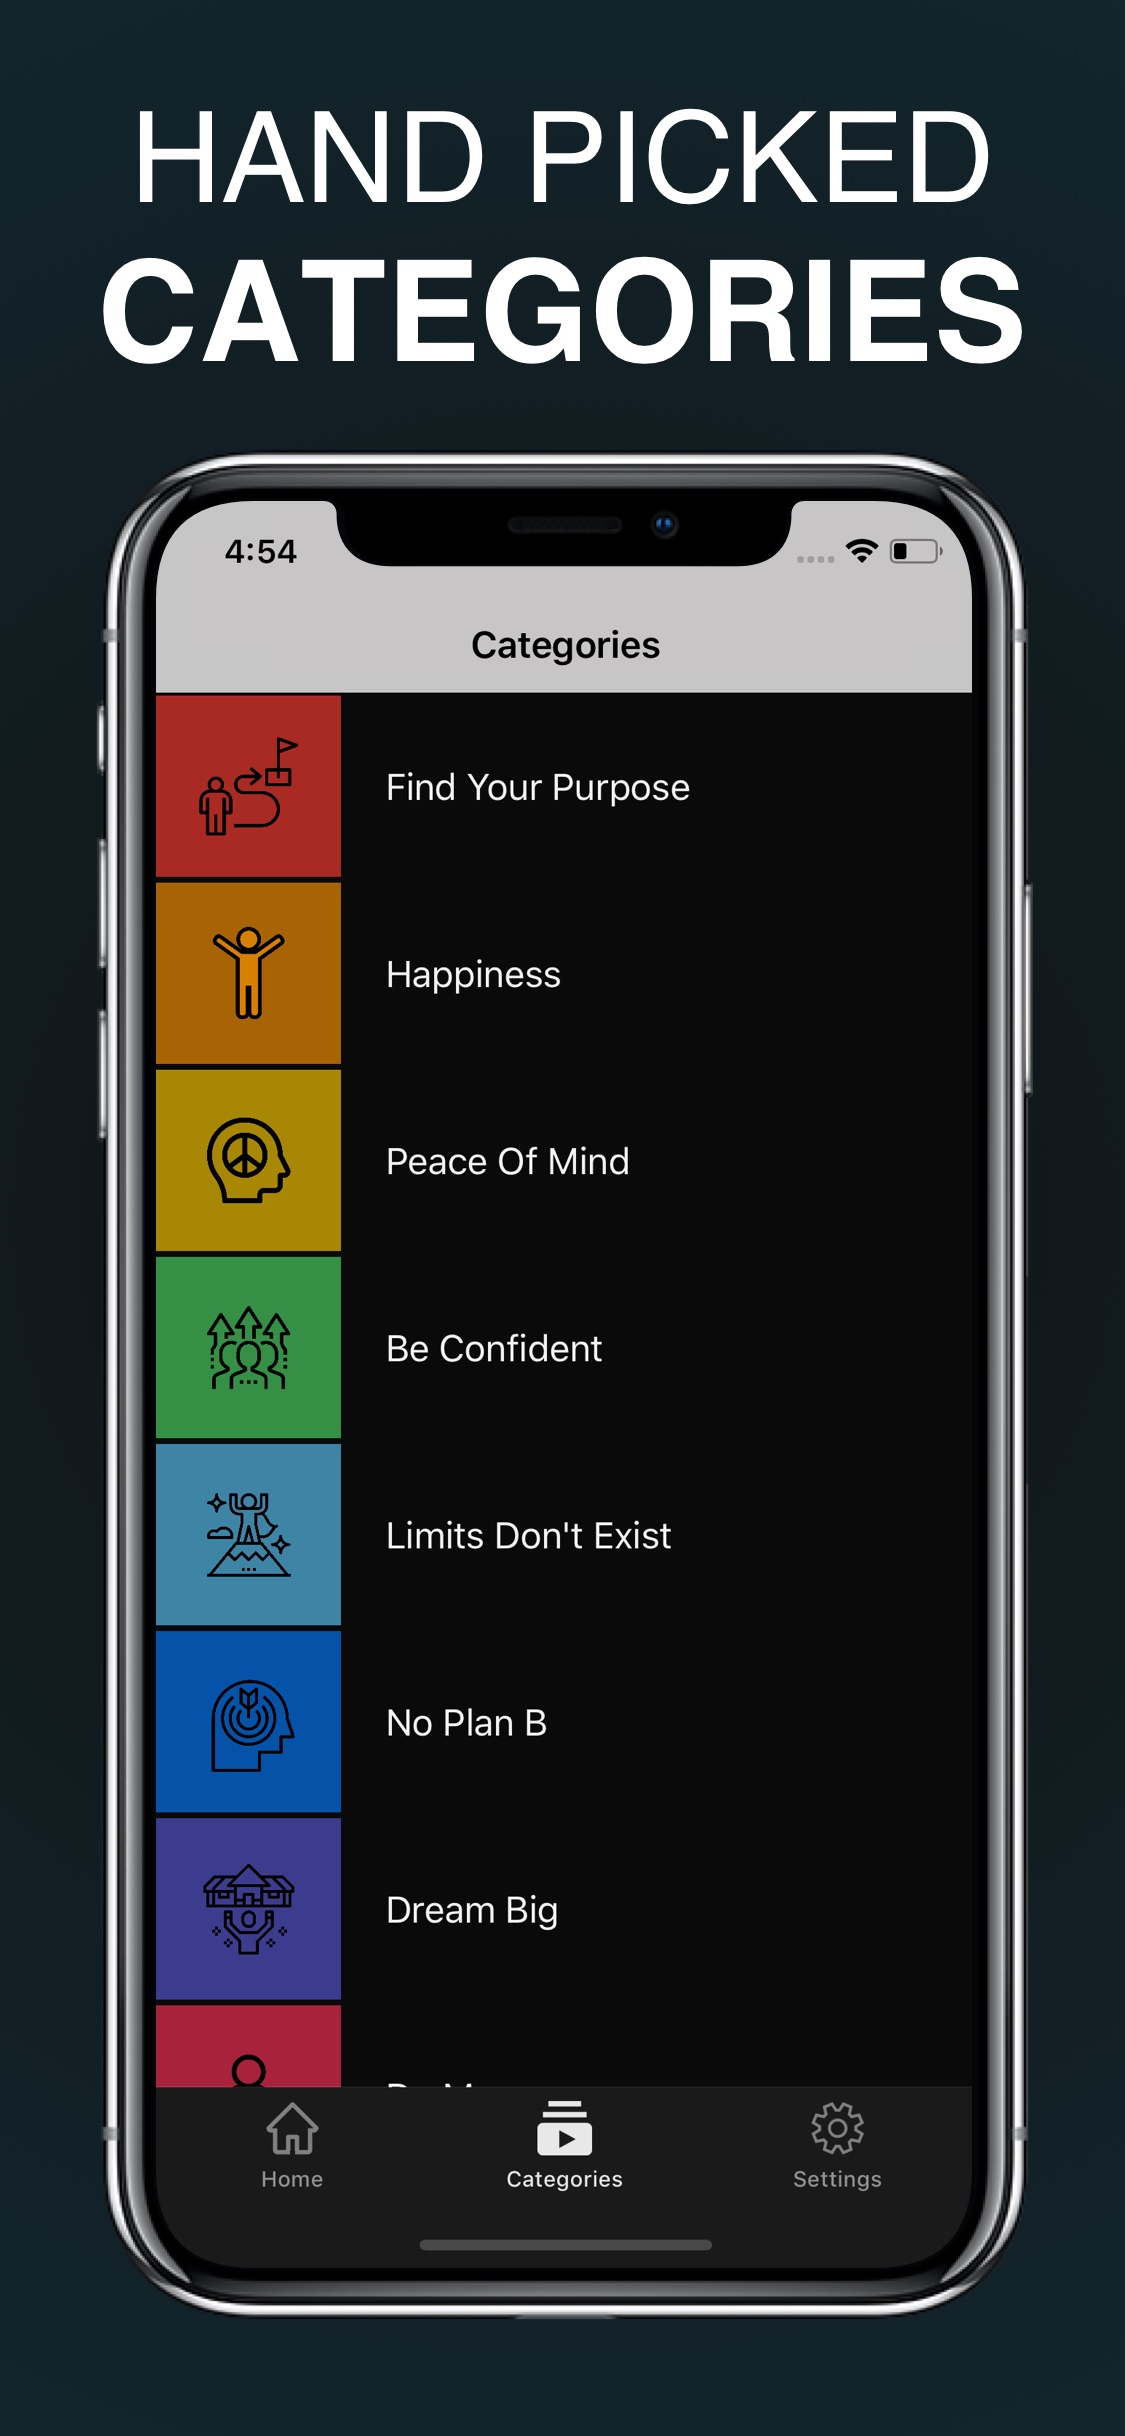 HAND PICKED
CATEGORIES
4:54
Categories
Find Your Purpose
Happiness
Peace Of Mind
Be Confident
Limits Don't Exist
No Plan B
Dream Big
Home
Categories
Settings